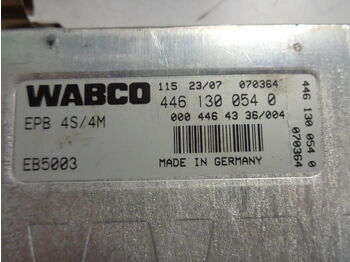 WABCO
115 23/07 070364
446 130 054 0
EPB 4S/4M
000 446 43 36/004
EB5003
MADE IN GERMANY
446 130 054 0
070364